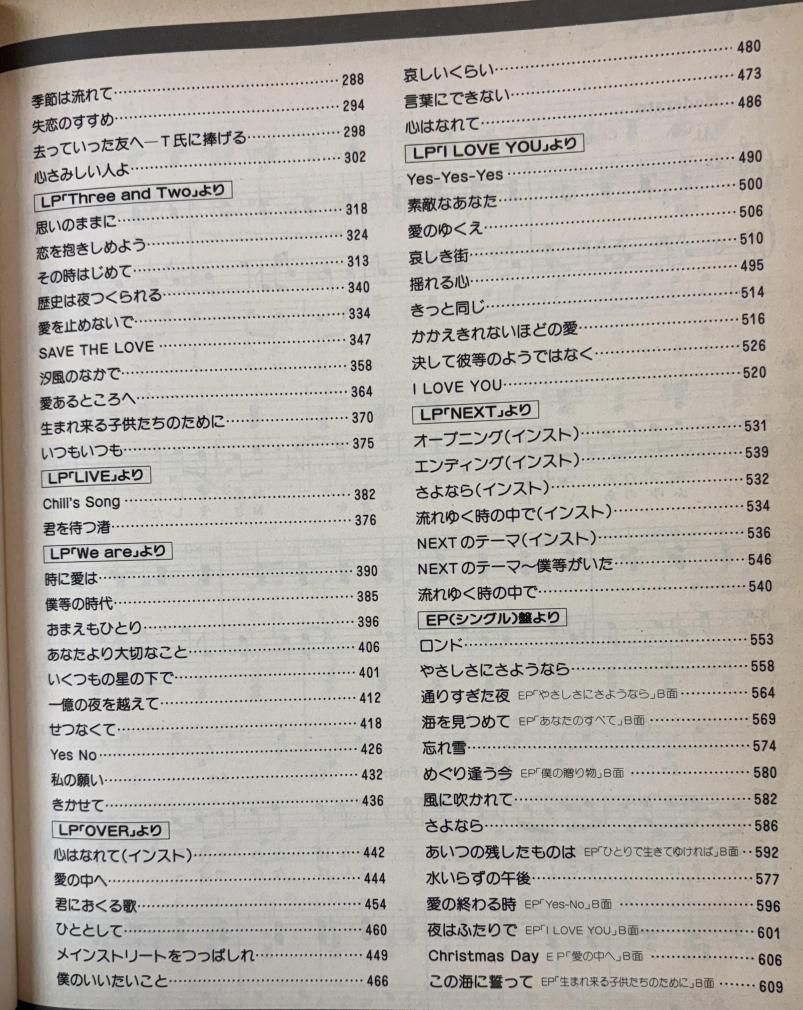 季節は流れて……………………………288
失恋のすすめ……………………………294
去っていった友へ―T氏に捧げる……………298
心さみしい人よ…………………………302
LP「Three and Two」より
思いのままに……………………………318
恋を抱きしめよう………………………324
その時はじめて…………………………313
歴史は夜つくられる……………………340
愛を止めないで…………………………334
SAVE THE LOVE………………………347
汐風のなかで……………………………358
愛あるところへ…………………………364
生まれ来る子供たちのために…………370
いつもいつも……………………………375
LP「LIVE」より
Chili's Song……………………………382
君を待つ渚………………………………376
LP「We are」より
時に愛は…………………………………390
僕等の時代………………………………385
おまえもひとり…………………………396
あなたより大切なこと…………………406
いくつもの星の下で……………………401
一億の夜を越えて………………………412
せつなくて………………………………418
Yes No……………………………………426
私の願い…………………………………432
きかせて…………………………………436
LP「OVER」より
心はなれて(インスト)…………………442
愛の中へ…………………………………444
君におくる歌……………………………454
ひととして………………………………460
メインストリートをつっぱしれ………449
僕のいいたいこと………………………466
哀しいくらい……………………………480
言葉にできない…………………………473
心はなれて………………………………486
LP「I LOVE YOU」より
Yes-Yes-Yes……………………………490
素敵なあなた……………………………500
愛のゆくえ………………………………506
哀しき街…………………………………510
揺れる心…………………………………495
きっと同じ………………………………514
かかえきれないほどの愛………………516
決して彼等のようではなく……………526
I LOVE YOU……………………………520
LP「NEXT」より
オープニング(インスト)………………531
エンディング(インスト)………………539
さよなら(インスト)……………………532
流れゆく時の中で(インスト)…………534
NEXTのテーマ(インスト)………………536
NEXTのテーマ〜僕等がいた……………546
流れゆく時の中で………………………540
EP(シングル)盤より
ロンド……………………………………553
やさしさにさようなら…………………558
通りすぎた夜 EP「やさしさにさようなら」B面………564
海を見つめて EP「あなたのすべて」B面…………569
忘れ雪……………………………………574
めぐり逢う今 EP「僕の贈り物」B面……………580
風に吹かれて……………………………582
さよなら…………………………………586
あいつの残したものは EP「ひとりで生きてゆければ」B面‥592
水いらずの午後…………………………577
愛の終わる時 EP「Yes-No」B面…………………596
夜はふたりで EP「I LOVE YOU」B面……………601
Christmas Day EP「愛の中へ」B面……………606
この海に誓って EP「生まれ来る子供たちのために」B面……609